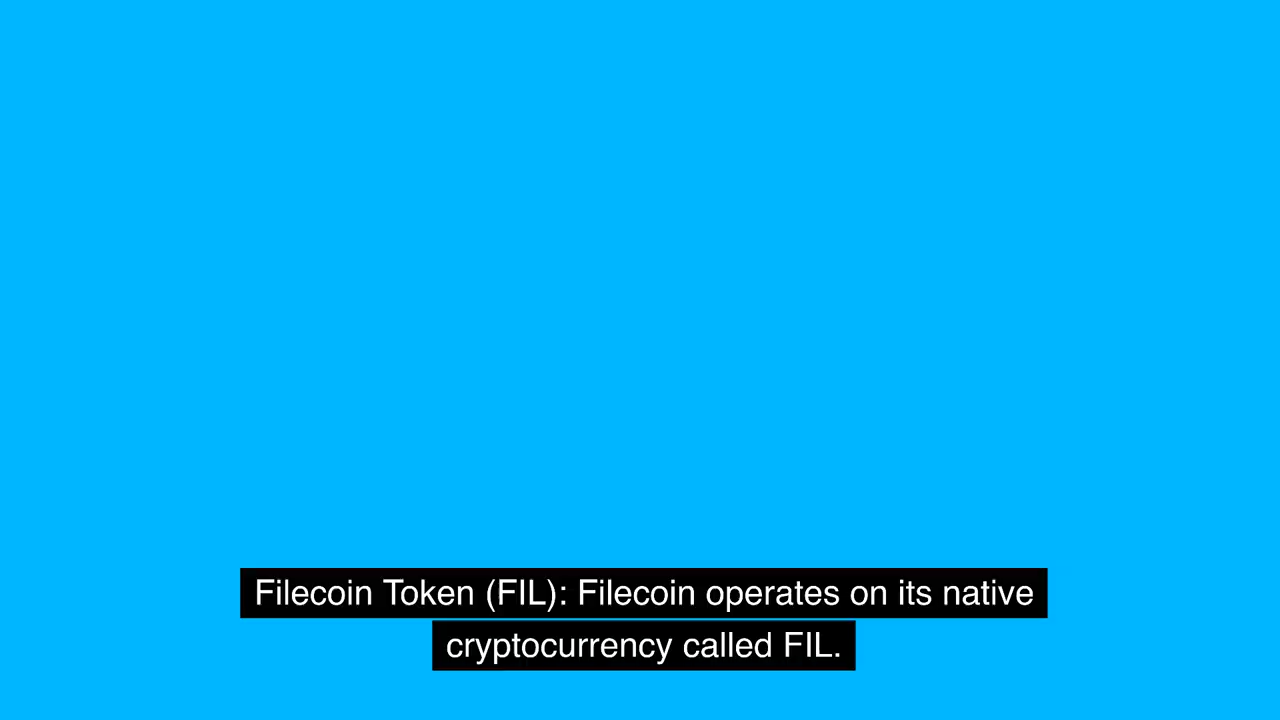 Filecoin Token (FIL): Filecoin operates on its native
cryptocurrency called FIL.